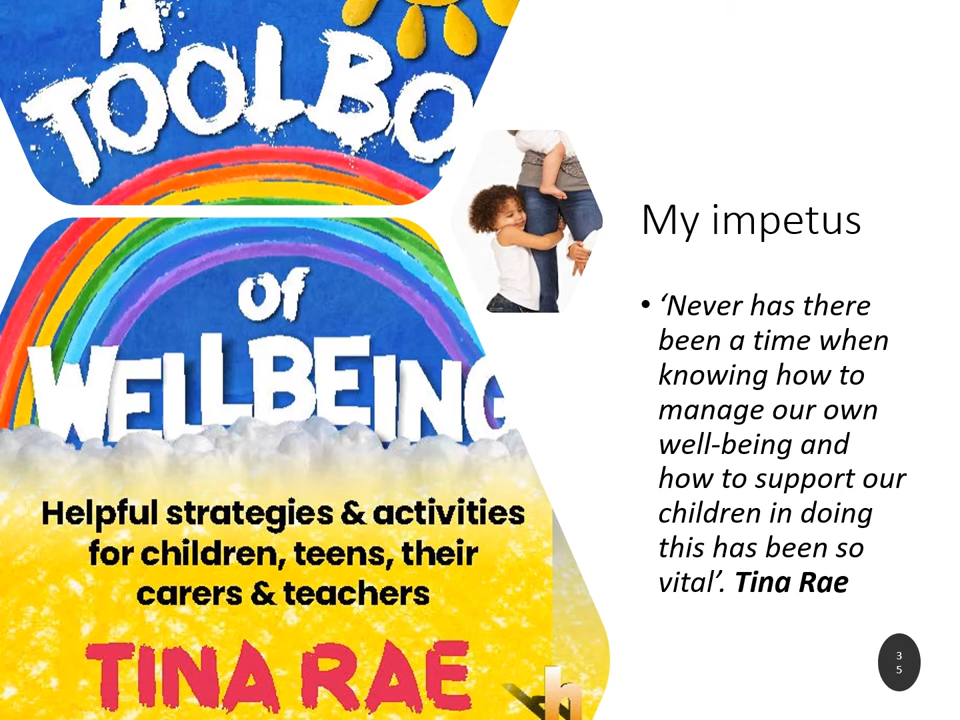 A
TOOLBO
of
WELLBEING
Helpful strategies & activities
for children, teens, their
carers & teachers
TINA RAE
h
My impetus
• ‘Never has there
been a time when
knowing how to
manage our own
well-being and
how to support our
children in doing
this has been so
vital’. Tina Rae
3
5